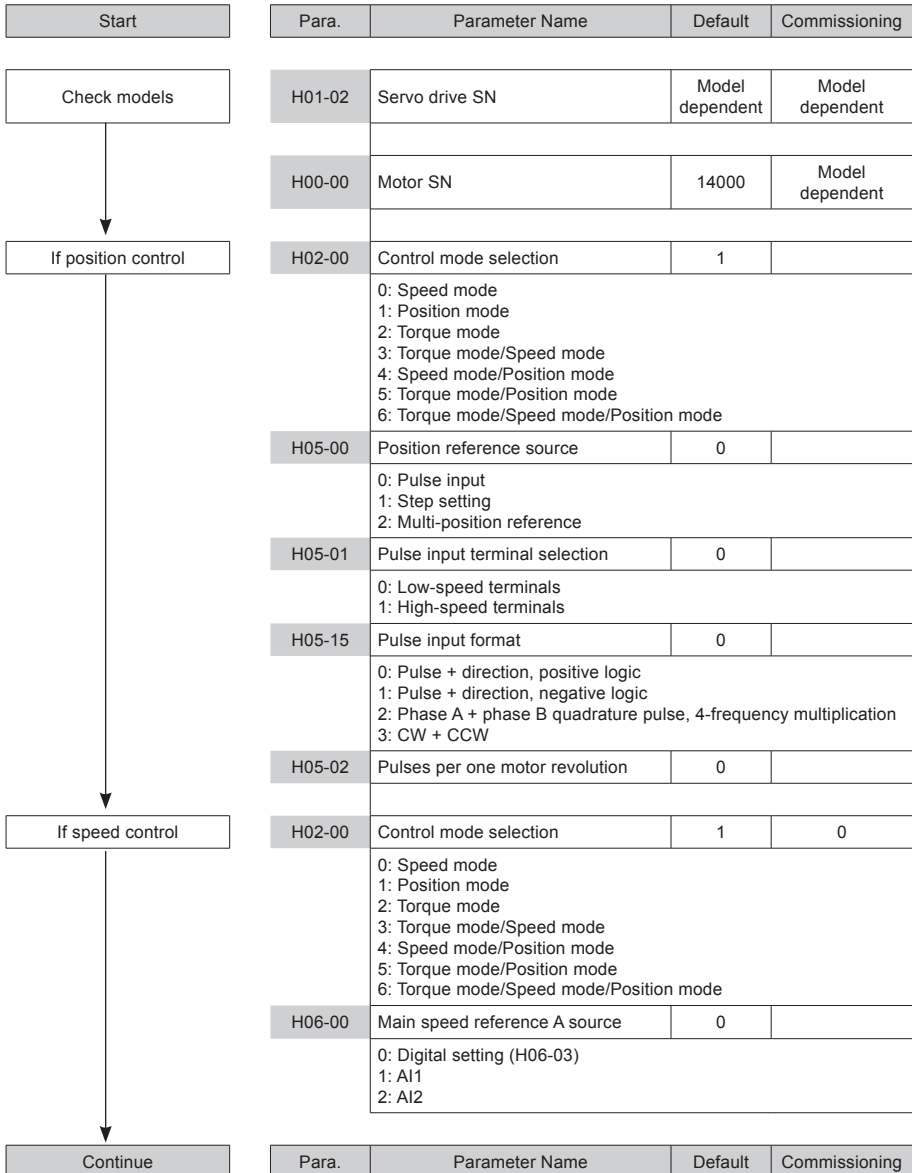 Start
Para. Parameter Name Default Commissioning
Check models
H01-02 Servo drive SN Model dependent Model dependent
H00-00 Motor SN 14000 Model dependent
If position control
H02-00 Control mode selection 1
0: Speed mode
1: Position mode
2: Torque mode
3: Torque mode/Speed mode
4: Speed mode/Position mode
5: Torque mode/Position mode
6: Torque mode/Speed mode/Position mode
H05-00 Position reference source 0
0: Pulse input
1: Step setting
2: Multi-position reference
H05-01 Pulse input terminal selection 0
0: Low-speed terminals
1: High-speed terminals
H05-15 Pulse input format 0
0: Pulse + direction, positive logic
1: Pulse + direction, negative logic
2: Phase A + phase B quadrature pulse, 4-frequency multiplication
3: CW + CCW
H05-02 Pulses per one motor revolution 0
If speed control
H02-00 Control mode selection 1 0
0: Speed mode
1: Position mode
2: Torque mode
3: Torque mode/Speed mode
4: Speed mode/Position mode
5: Torque mode/Position mode
6: Torque mode/Speed mode/Position mode
H06-00 Main speed reference A source 0
0: Digital setting (H06-03)
1: AI1
2: AI2
Continue
Para. Parameter Name Default Commissioning